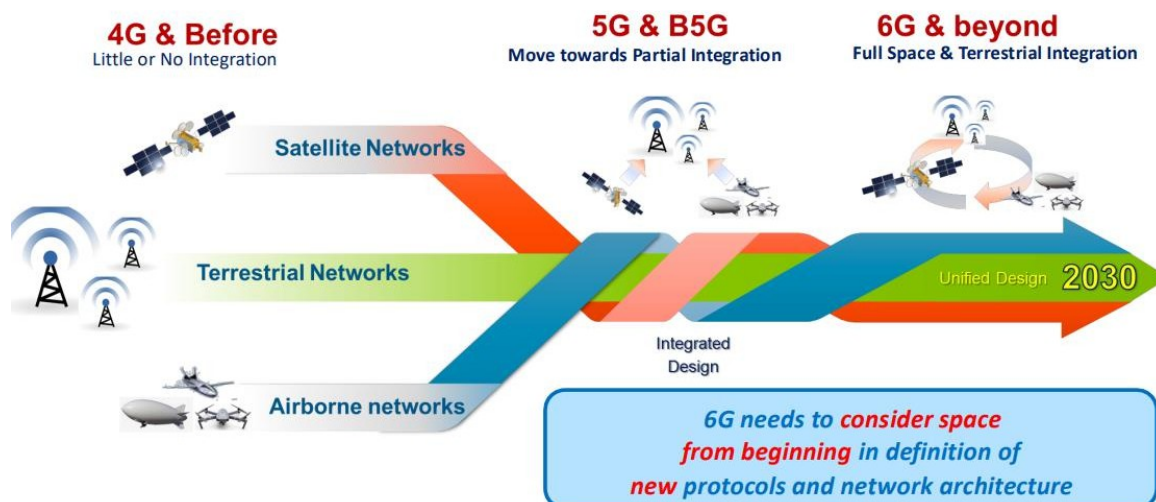 4G & Before
Little or No Integration
5G & B5G
Move towards Partial Integration
6G & beyond
Full Space & Terrestrial Integration
Satellite Networks
Terrestrial Networks
Airborne networks
Integrated
Design
Unified Design 2030
6G needs to consider space
from beginning in definition of
new protocols and network architecture